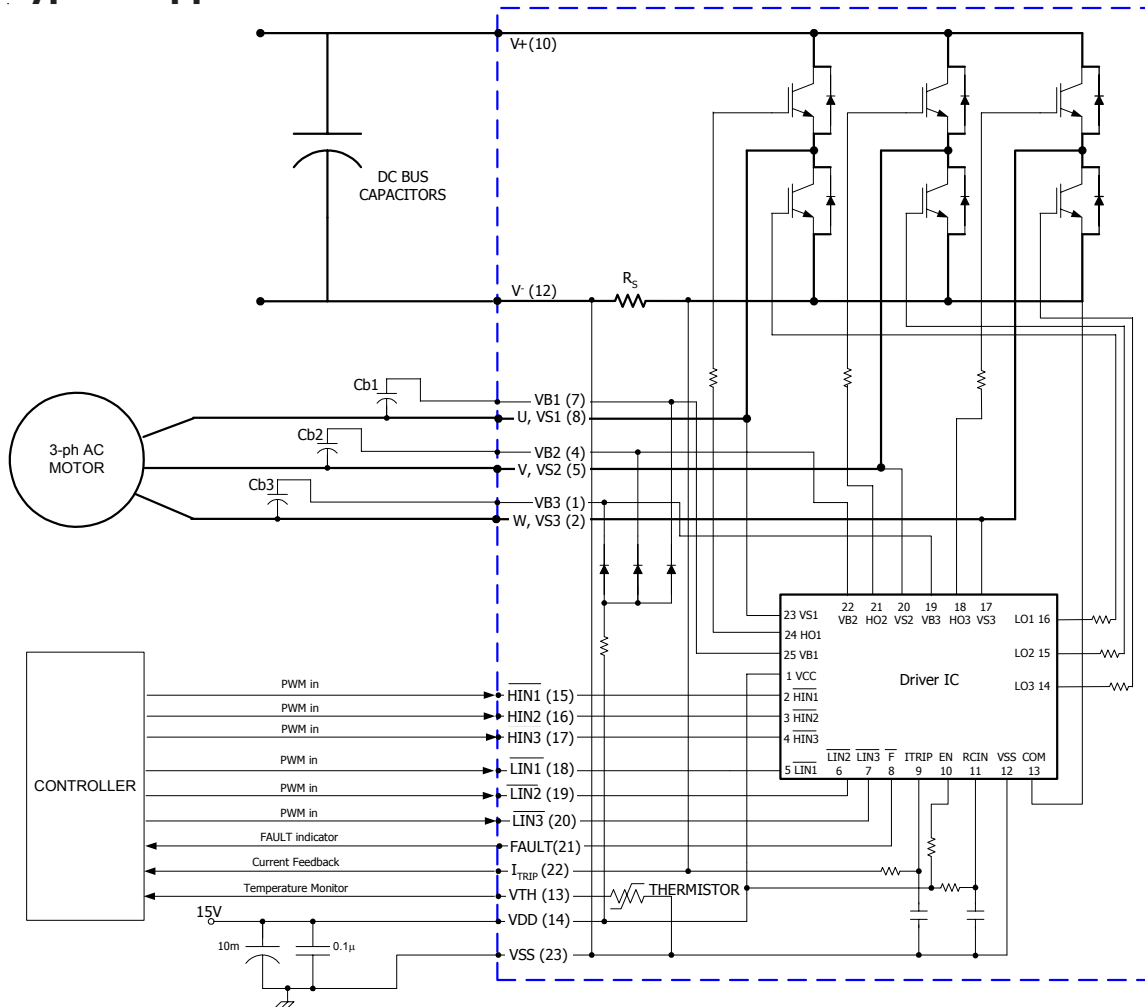 V+(10)
DC BUS
CAPACITORS
V- (12)
RS
Cb1
VB1 (7)
U, VS1 (8)
3-ph AC
MOTOR
Cb2
VB2 (4)
V, VS2 (5)
Cb3
VB3 (1)
W, VS3 (2)
22 21 20 19 18 17
VB2 HO2 VS2 VB3 HO3 VS3
23 VS1
24 HO1
25 VB1
1 VCC
2 HIN1
3 HIN2
4 HIN3
5 LIN1
LO1 16
LO2 15
LO3 14
Driver IC
LIN2 LIN3 F ITRIP EN RCIN VSS COM
6 7 8 9 10 11 12 13
CONTROLLER
PWM in
HIN1 (15)
PWM in
HIN2 (16)
PWM in
HIN3 (17)
PWM in
LIN1 (18)
PWM in
LIN2 (19)
PWM in
LIN3 (20)
FAULT indicator
FAULT(21)
Current Feedback
ITRIP (22)
Temperature Monitor
VTH (13)
THERMISTOR
15V
VDD (14)
10m
0.1µ
VSS (23)